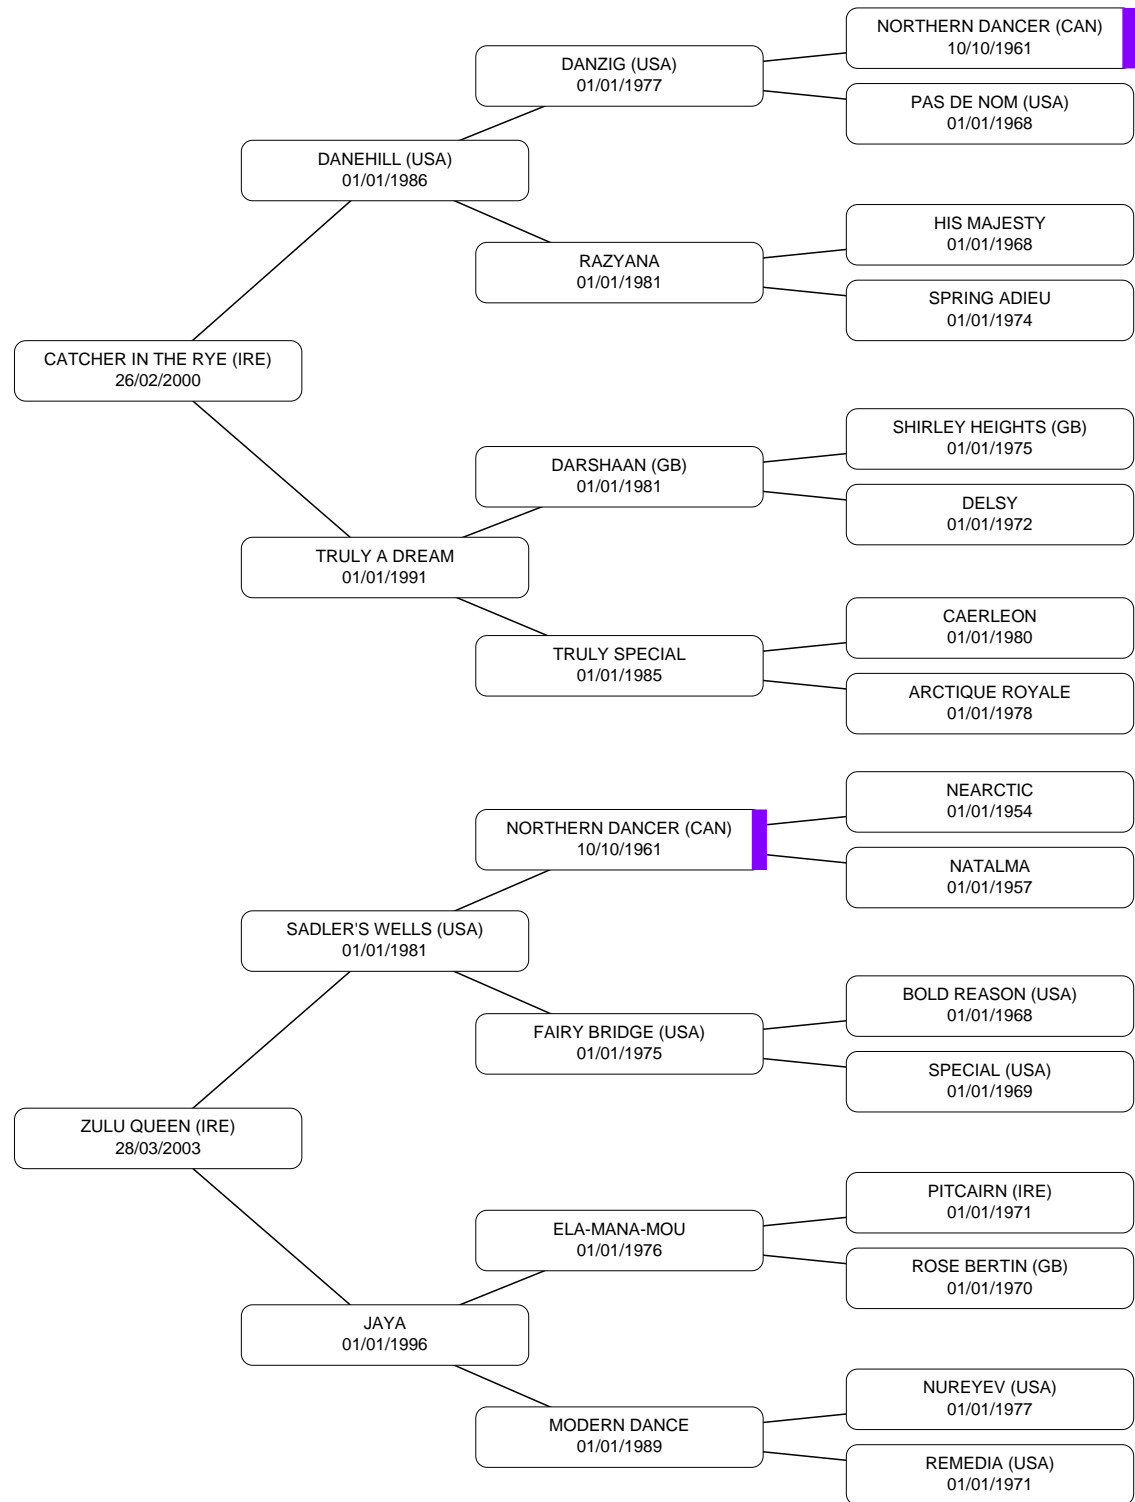 NORTHERN DANCER (CAN)
10/10/1961
DANZIG (USA)
01/01/1977
PAS DE NOM (USA)
01/01/1968
DANEHILL (USA)
01/01/1986
HIS MAJESTY
01/01/1968
RAZYANA
01/01/1981
SPRING ADIEU
01/01/1974
CATCHER IN THE RYE (IRE)
26/02/2000
SHIRLEY HEIGHTS (GB)
01/01/1975
DARSHAAN (GB)
01/01/1981
DELSY
01/01/1972
TRULY A DREAM
01/01/1991
CAERLEON
01/01/1980
TRULY SPECIAL
01/01/1985
ARCTIQUE ROYALE
01/01/1978
NEARCTIC
01/01/1954
NORTHERN DANCER (CAN)
10/10/1961
NATALMA
01/01/1957
SADLER'S WELLS (USA)
01/01/1981
BOLD REASON (USA)
01/01/1968
FAIRY BRIDGE (USA)
01/01/1975
SPECIAL (USA)
01/01/1969
ZULU QUEEN (IRE)
28/03/2003
PITCAIRN (IRE)
01/01/1971
ELA-MANA-MOU
01/01/1976
ROSE BERTIN (GB)
01/01/1970
JAYA
01/01/1996
NUREYEV (USA)
01/01/1977
MODERN DANCE
01/01/1989
REMEDIA (USA)
01/01/1971